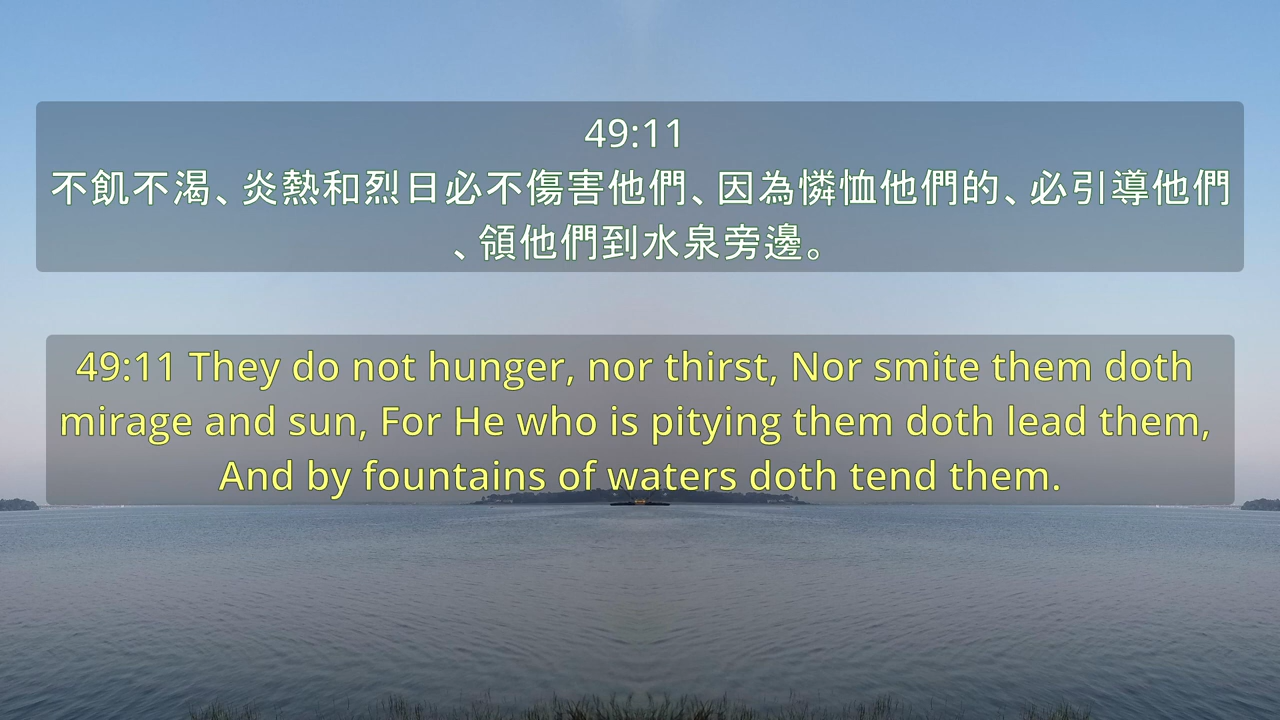 49:11
不飢不渴、炎熱和烈日必不傷害他們、因為憐恤他們的、必引導他們
、領他們到水泉旁邊。
49:11 They do not hunger, nor thirst, Nor smite them doth
mirage and sun, For He who is pitying them doth lead them,
And by fountains of waters doth tend them.